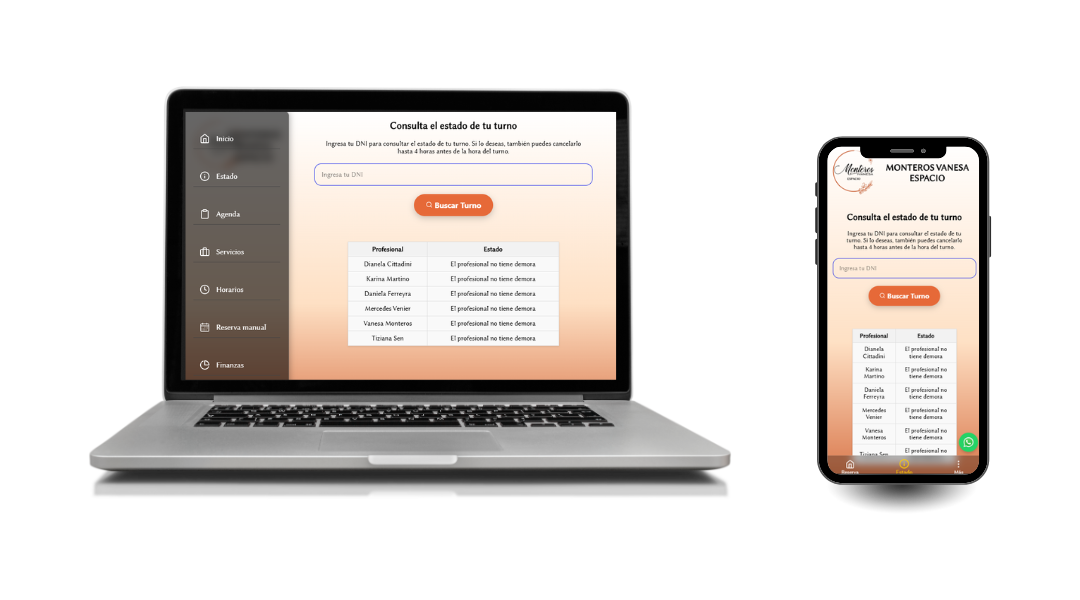 Inicio
Estado
Agenda
Servicios
Horarios
Reserva manual
Finanzas
Consulta el estado de tu turno
Ingresa tu DNI para consultar el estado de tu turno. Si lo deseas, también puedes cancelarlo
hasta 4 horas antes de la hora del turno.
Ingresa tu DNI
Buscar Turno
Profesional Estado
Dianela Cittadini El profesional no tiene demora
Karina Martino El profesional no tiene demora
Daniela Ferreyra El profesional no tiene demora
Mercedes Venier El profesional no tiene demora
Vanesa Monteros El profesional no tiene demora
Tiziana Seri El profesional no tiene demora
Monteros
ESPACIO
MONTEROS VANESA
ESPACIO
Consulta el estado de tu turno
Ingresa tu DNI para consultar el estado de tu
turno. Si lo deseas, también puedes cancelarlo
hasta 4 horas antes de la hora del turno.
Ingresa tu DNI
Buscar Turno
Profesional Estado
Dianela El profesional no
Cittadini tiene demora
Karina El profesional no
Martino tiene demora
Daniela El profesional no
Ferreyra tiene demora
Mercedes El profesional no
Venier tiene demora
Vanesa El profesional no
Monteros tiene demora
Tiziana Seri El profesional no
Reserva Estado Más